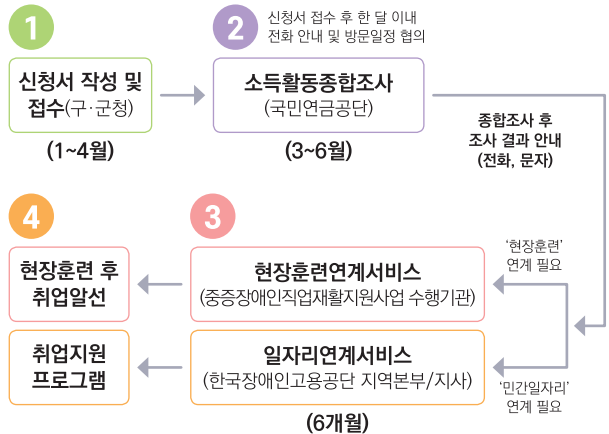 1
신청서 작성 및
접수(구·군청)
(1~4월)
2
신청서 접수 후 한 달 이내
전화 안내 및 방문일정 협의
소득활동종합조사
(국민연금공단)
(3~6월)
종합조사 후
조사 결과 안내
(전화, 문자)
3
'현장훈련'
연계 필요
현장훈련연계서비스
(중증장애인직업재활지원사업 수행기관)
일자리연계서비스
(한국장애인고용공단 지역본부/지사)
'민간일자리'
연계 필요
(6개월)
4
현장훈련 후
취업알선
취업지원
프로그램